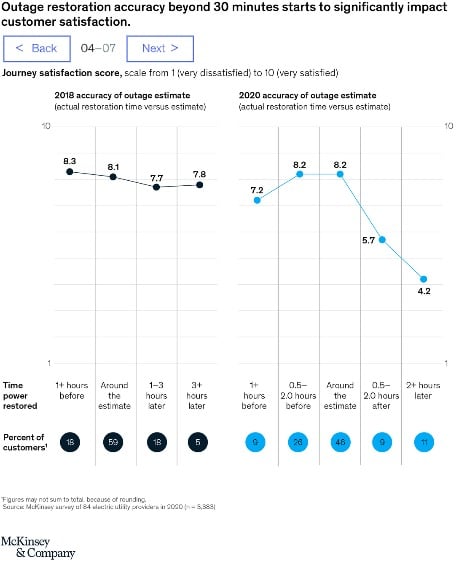 Outage restoration accuracy beyond 30 minutes starts to significantly impact
customer satisfaction.
< Back 04–07 Next >
Journey satisfaction score, scale from 1 (very dissatisfied) to 10 (very satisfied)
2018 accuracy of outage estimate
(actual restoration time versus estimate)
2020 accuracy of outage estimate
(actual restoration time versus estimate)
10 10
8.3 8.1 7.7 7.8
7.2 8.2 8.2 5.7 4.2
1 1
Time
power
restored
1+ hours
before
Around
the
estimate
1–3
hours
later
3+
hours
later
1+
hours
before
0.5–
2.0 hours
before
Around
the
estimate
0.5–
2.0 hours
after
2+ hours
later
Percent of
customers¹
18 59 18 5 9 26 46 9 11
¹Figures may not sum to total, because of rounding.
Source: McKinsey survey of 84 electric utility providers in 2020
McKinsey
& Company